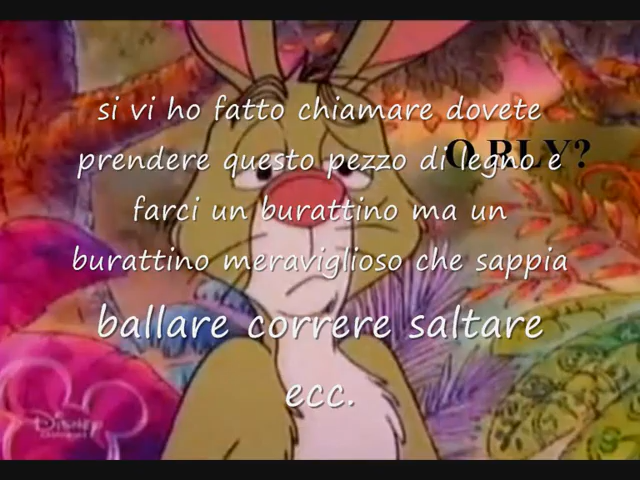 si vi ho fatto chiamare dovete
prendere questo pezzo di legno e
O RLY?
farci un burattino ma un
burattino meraviglioso che sappia
ballare correre saltare
ecc.
Disney
Channel